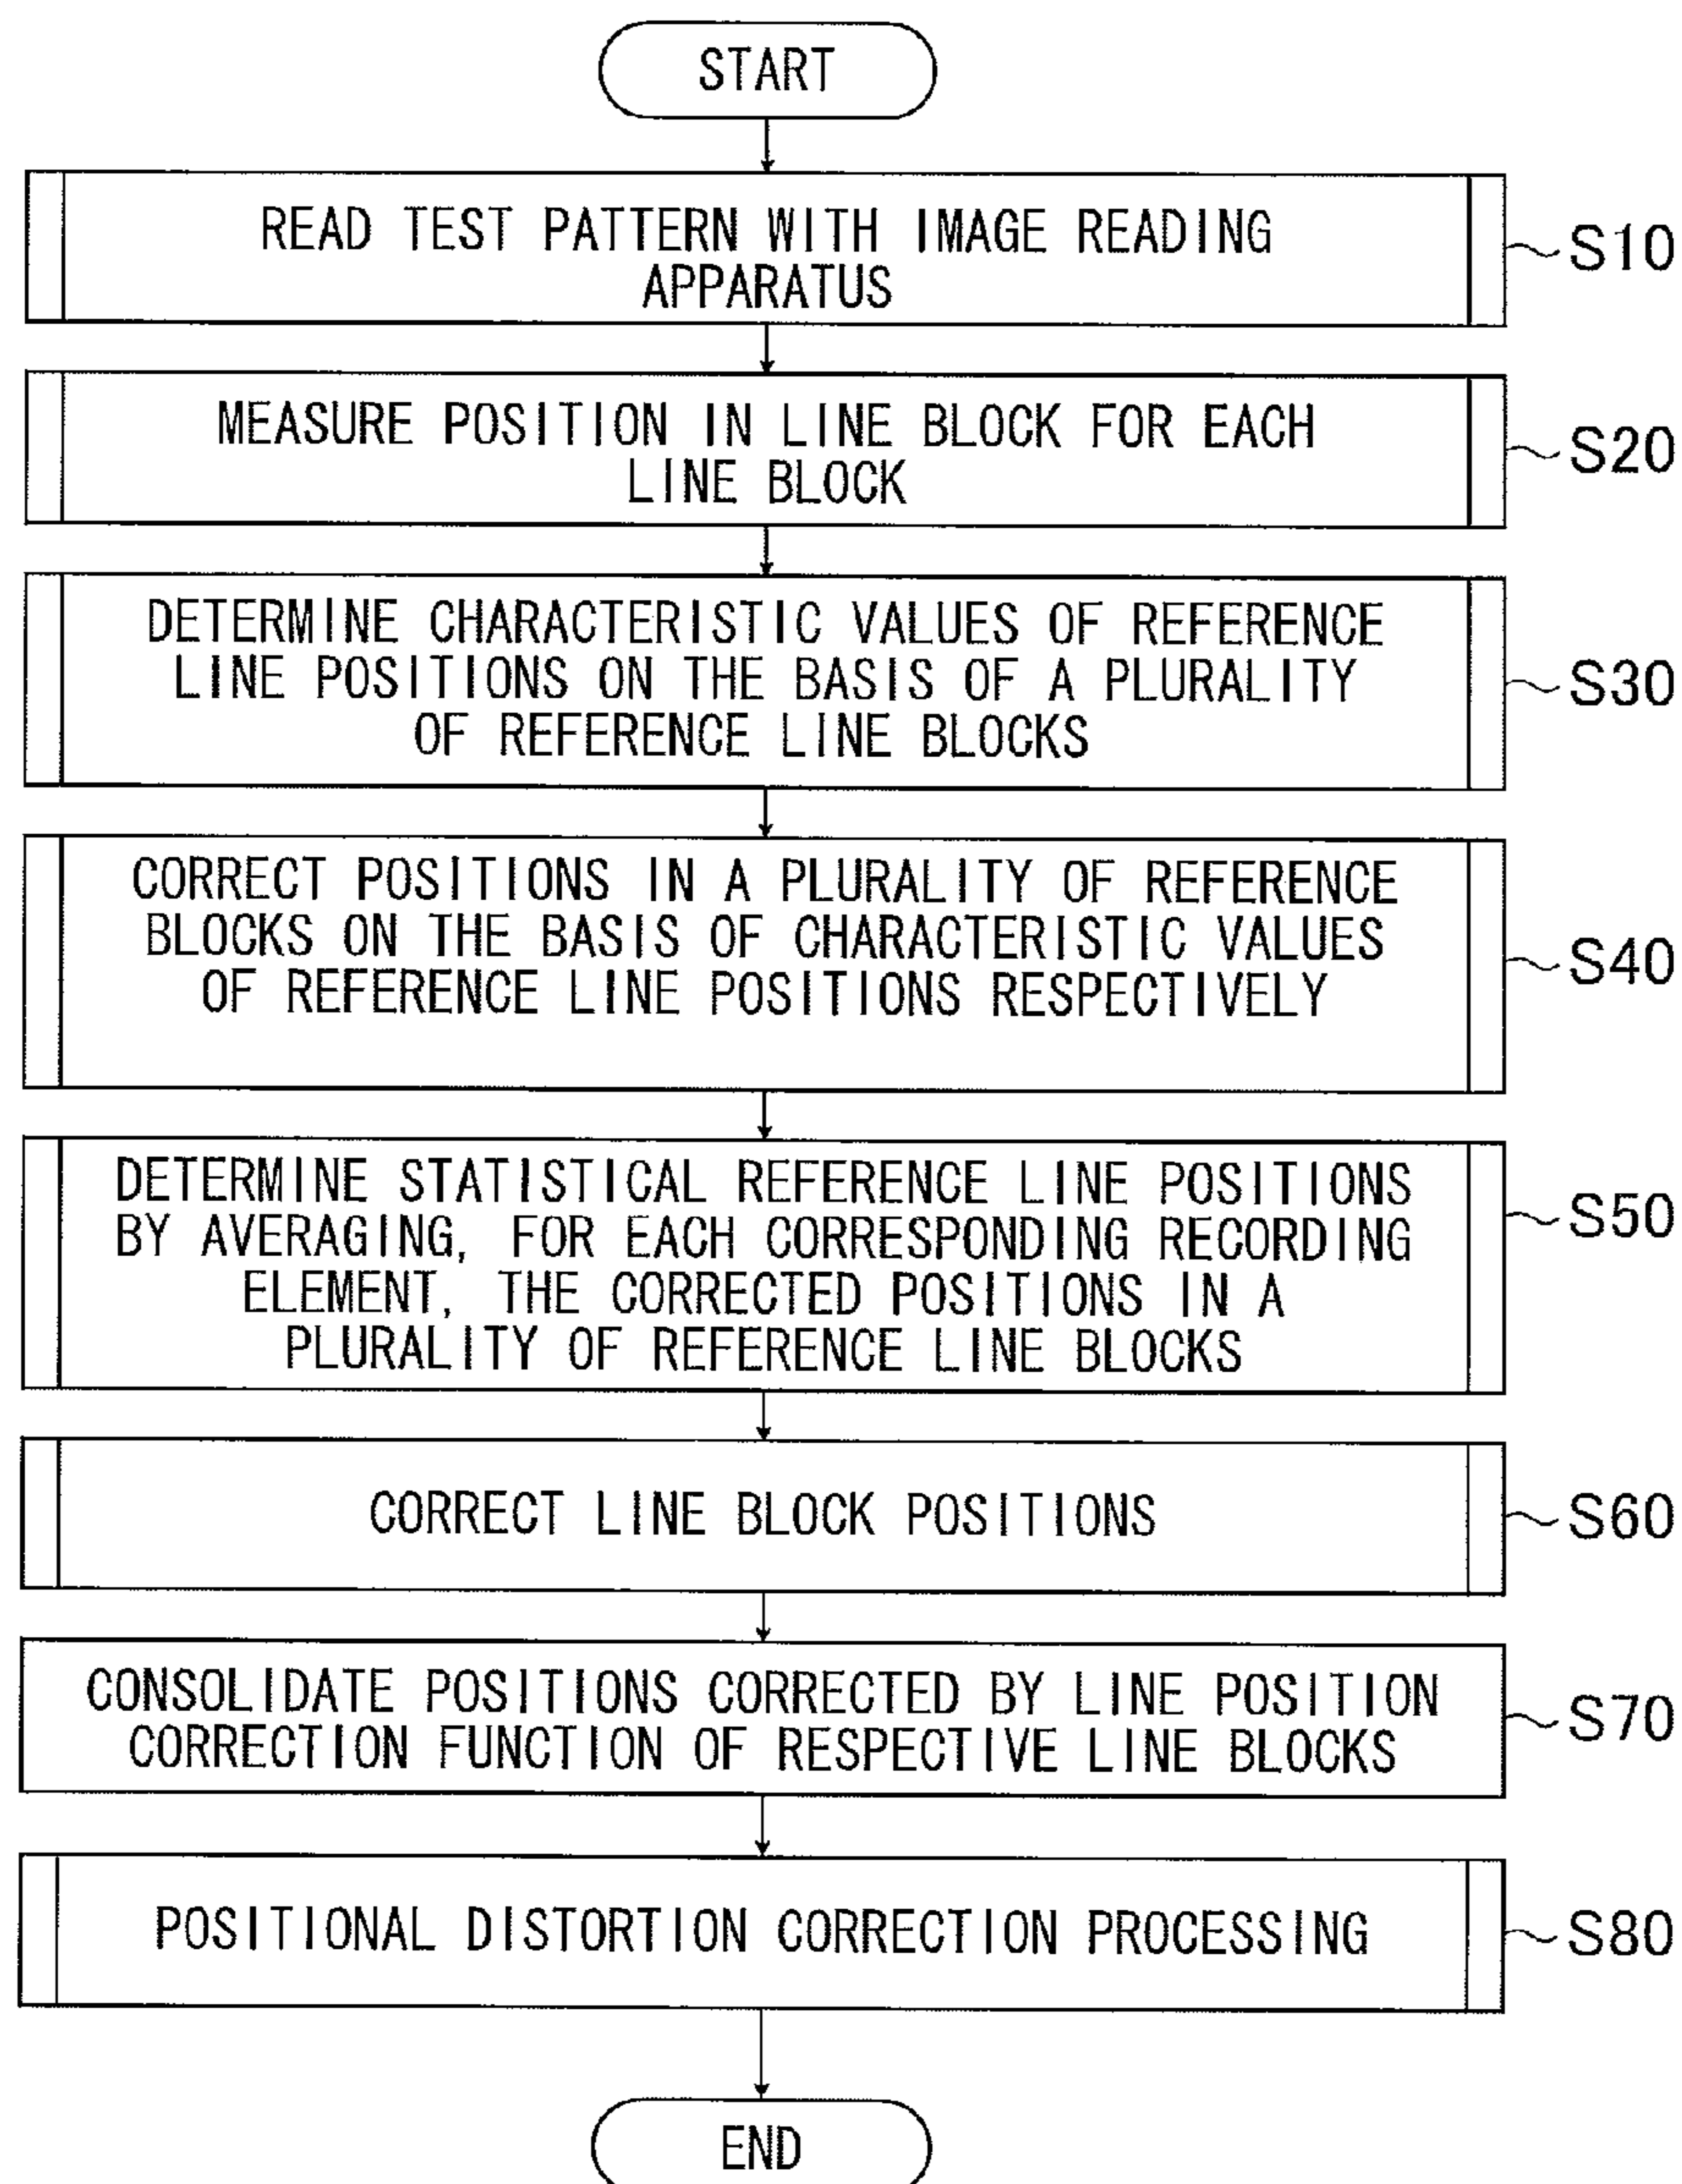 START
READ TEST PATTERN WITH IMAGE READING
APPARATUS
S10
MEASURE POSITION IN LINE BLOCK FOR EACH
LINE BLOCK
S20
DETERMINE CHARACTERISTIC VALUES OF REFERENCE
LINE POSITIONS ON THE BASIS OF A PLURALITY
OF REFERENCE LINE BLOCKS
S30
CORRECT POSITIONS IN A PLURALITY OF REFERENCE
BLOCKS ON THE BASIS OF CHARACTERISTIC VALUES
OF REFERENCE LINE POSITIONS RESPECTIVELY
S40
DETERMINE STATISTICAL REFERENCE LINE POSITIONS
BY AVERAGING, FOR EACH CORRESPONDING RECORDING
ELEMENT, THE CORRECTED POSITIONS IN A
PLURALITY OF REFERENCE LINE BLOCKS
S50
CORRECT LINE BLOCK POSITIONS
S60
CONSOLIDATE POSITIONS CORRECTED BY LINE POSITION
CORRECTION FUNCTION OF RESPECTIVE LINE BLOCKS
S70
POSITIONAL DISTORTION CORRECTION PROCESSING
S80
END